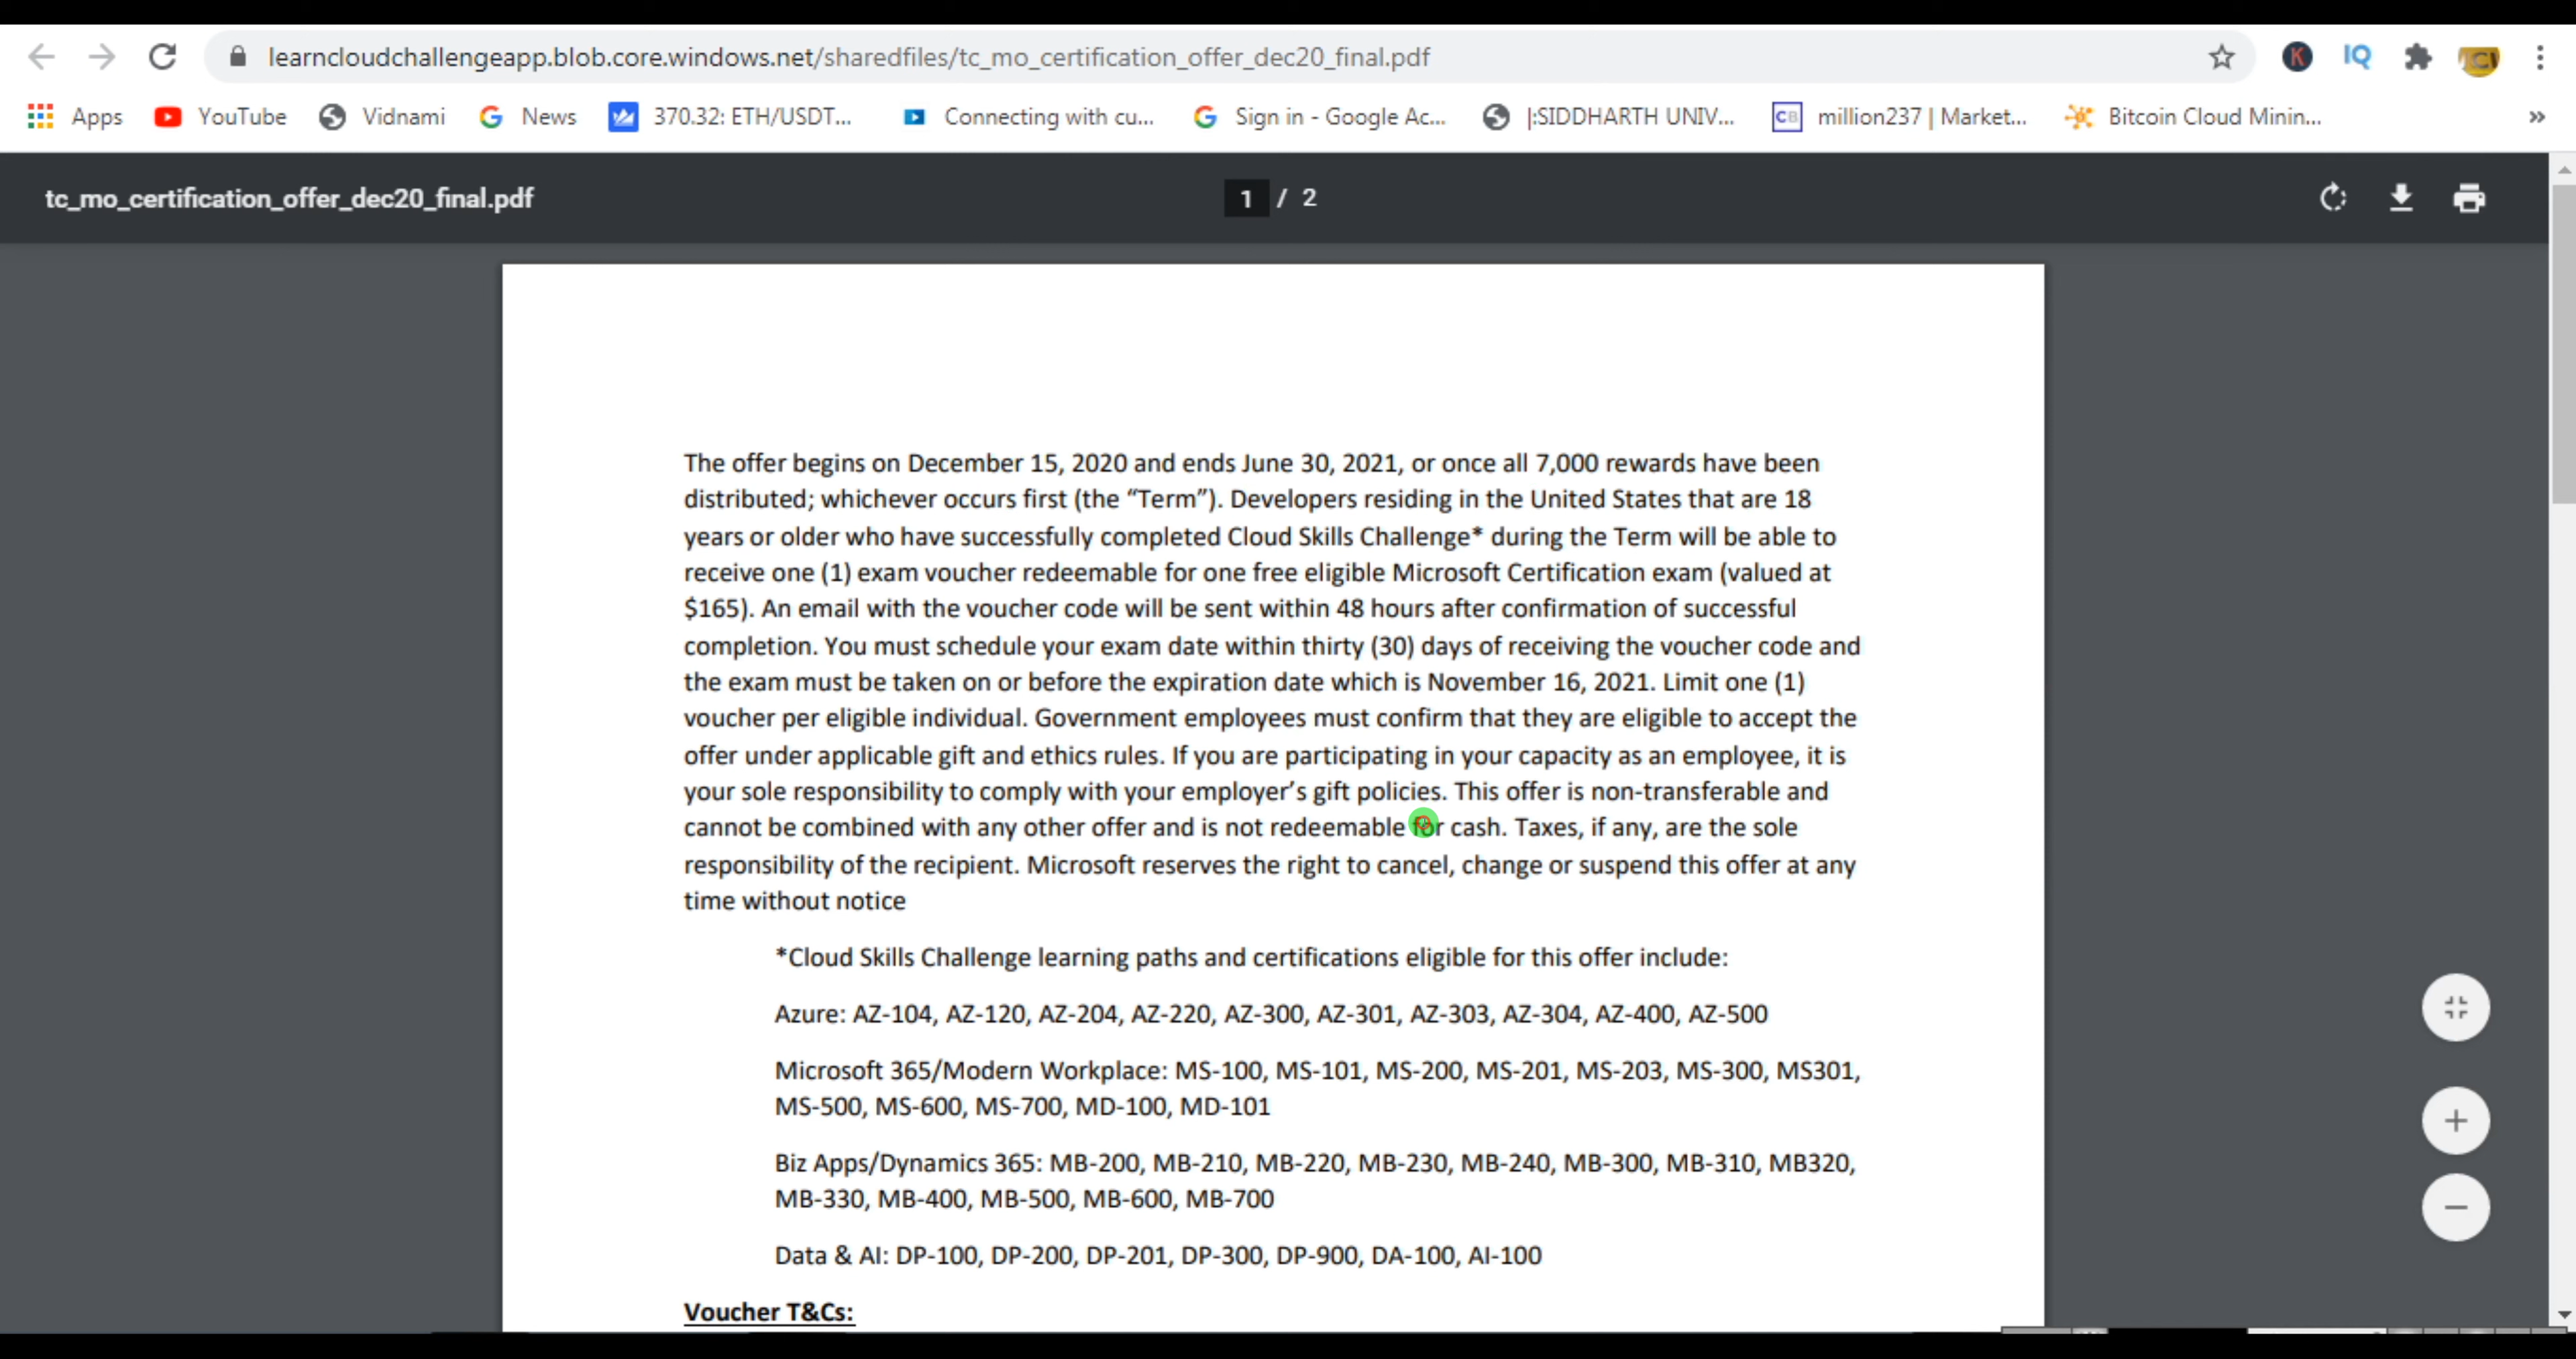 learncloudchallengeapp.blob.core.windows.net/sharedfiles/tc_mo_certification_offer_dec20_final.pdf
K IQ
Apps YouTube Vidnami News 370.32: ETH/USDT... Connecting with cu... Sign in - Google Ac... |:SIDDHARTH UNIV... CB million237 | Market... Bitcoin Cloud Minin... »
tc_mo_certification_offer_dec20_final.pdf 1 / 2
The offer begins on December 15, 2020 and ends June 30, 2021, or once all 7,000 rewards have been
distributed; whichever occurs first (the “Term”). Developers residing in the United States that are 18
years or older who have successfully completed Cloud Skills Challenge* during the Term will be able to
receive one (1) exam voucher redeemable for one free eligible Microsoft Certification exam (valued at
$165). An email with the voucher code will be sent within 48 hours after confirmation of successful
completion. You must schedule your exam date within thirty (30) days of receiving the voucher code and
the exam must be taken on or before the expiration date which is November 16, 2021. Limit one (1)
voucher per eligible individual. Government employees must confirm that they are eligible to accept the
offer under applicable gift and ethics rules. If you are participating in your capacity as an employee, it is
your sole responsibility to comply with your employer’s gift policies. This offer is non-transferable and
cannot be combined with any other offer and is not redeemable for cash. Taxes, if any, are the sole
responsibility of the recipient. Microsoft reserves the right to cancel, change or suspend this offer at any
time without notice
*Cloud Skills Challenge learning paths and certifications eligible for this offer include:
Azure: AZ-104, AZ-120, AZ-204, AZ-220, AZ-300, AZ-301, AZ-303, AZ-304, AZ-400, AZ-500
Microsoft 365/Modern Workplace: MS-100, MS-101, MS-200, MS-201, MS-203, MS-300, MS301,
MS-500, MS-600, MS-700, MD-100, MD-101
Biz Apps/Dynamics 365: MB-200, MB-210, MB-220, MB-230, MB-240, MB-300, MB-310, MB320,
MB-330, MB-400, MB-500, MB-600, MB-700
Data & AI: DP-100, DP-200, DP-201, DP-300, DP-900, DA-100, AI-100
Voucher T&Cs: